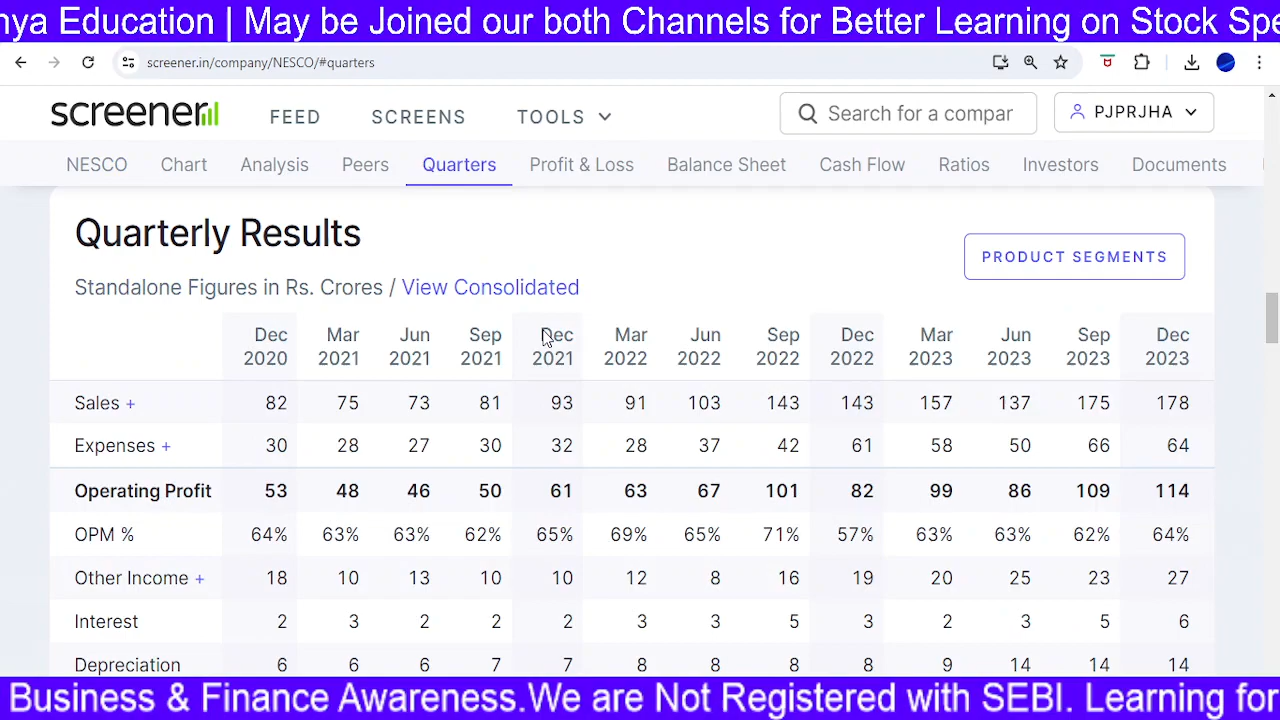 nya Education | May be Joined our both Channels for Better Learning on Stock Spe
screener.in/company/NESCO/#quarters
screener FEED SCREENS TOOLS Search for a compar PJPRJHA
NESCO Chart Analysis Peers Quarters Profit & Loss Balance Sheet Cash Flow Ratios Investors Documents
Quarterly Results
PRODUCT SEGMENTS
Standalone Figures in Rs. Crores / View Consolidated
Dec 2020 Mar 2021 Jun 2021 Sep 2021 Dec 2021 Mar 2022 Jun 2022 Sep 2022 Dec 2022 Mar 2023 Jun 2023 Sep 2023 Dec 2023
Sales + 82 75 73 81 93 91 103 143 143 157 137 175 178
Expenses + 30 28 27 30 32 28 37 42 61 58 50 66 64
Operating Profit 53 48 46 50 61 63 67 101 82 99 86 109 114
OPM % 64% 63% 63% 62% 65% 69% 65% 71% 57% 63% 63% 62% 64%
Other Income + 18 10 13 10 10 12 8 16 19 20 25 23 27
Interest 2 3 2 2 2 3 3 5 3 2 3 5 6
Depreciation 6 6 6 7 7 8 8 8 8 9 14 14 14
Business & Finance Awareness.We are Not Registered with SEBI. Learning for